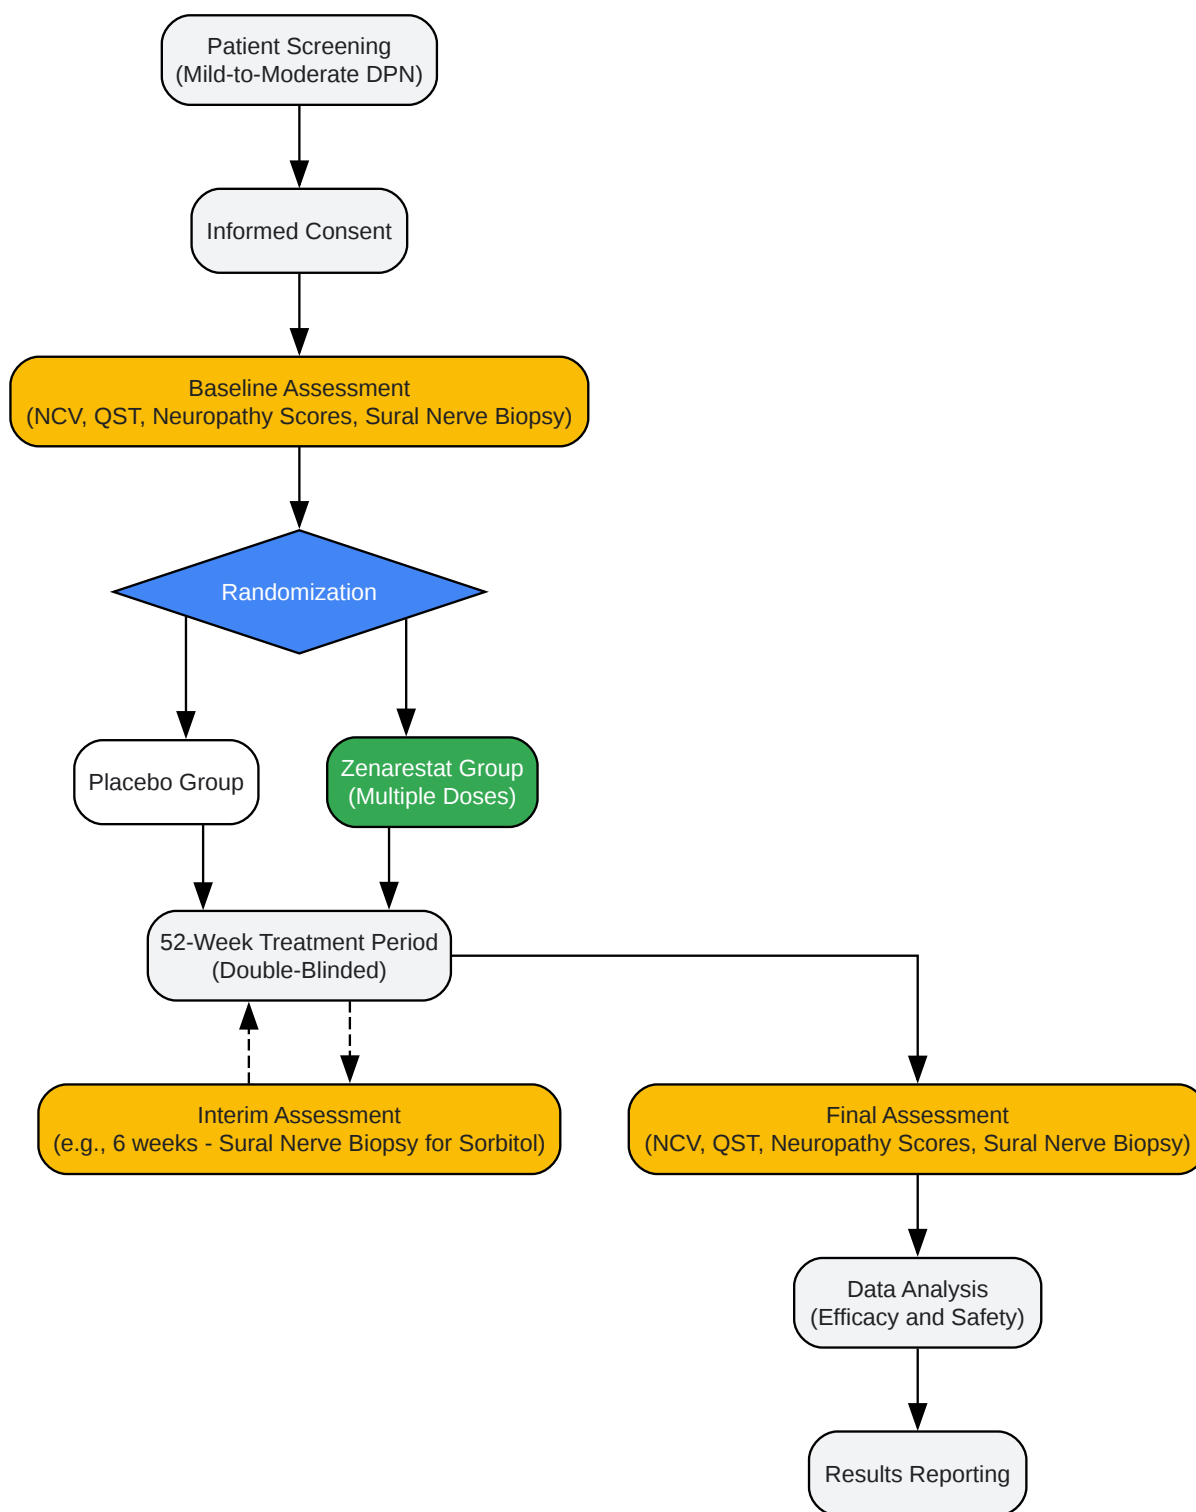 Patient Screening
(Mild-to-Moderate DPN)
Informed Consent
Baseline Assessment
(NCV, QST, Neuropathy Scores, Sural Nerve Biopsy)
Randomization
Placebo Group
Zenarestat Group
(Multiple Doses)
52-Week Treatment Period
(Double-Blinded)
Interim Assessment
(e.g., 6 weeks - Sural Nerve Biopsy for Sorbitol)
Final Assessment
(NCV, QST, Neuropathy Scores, Sural Nerve Biopsy)
Data Analysis
(Efficacy and Safety)
Results Reporting